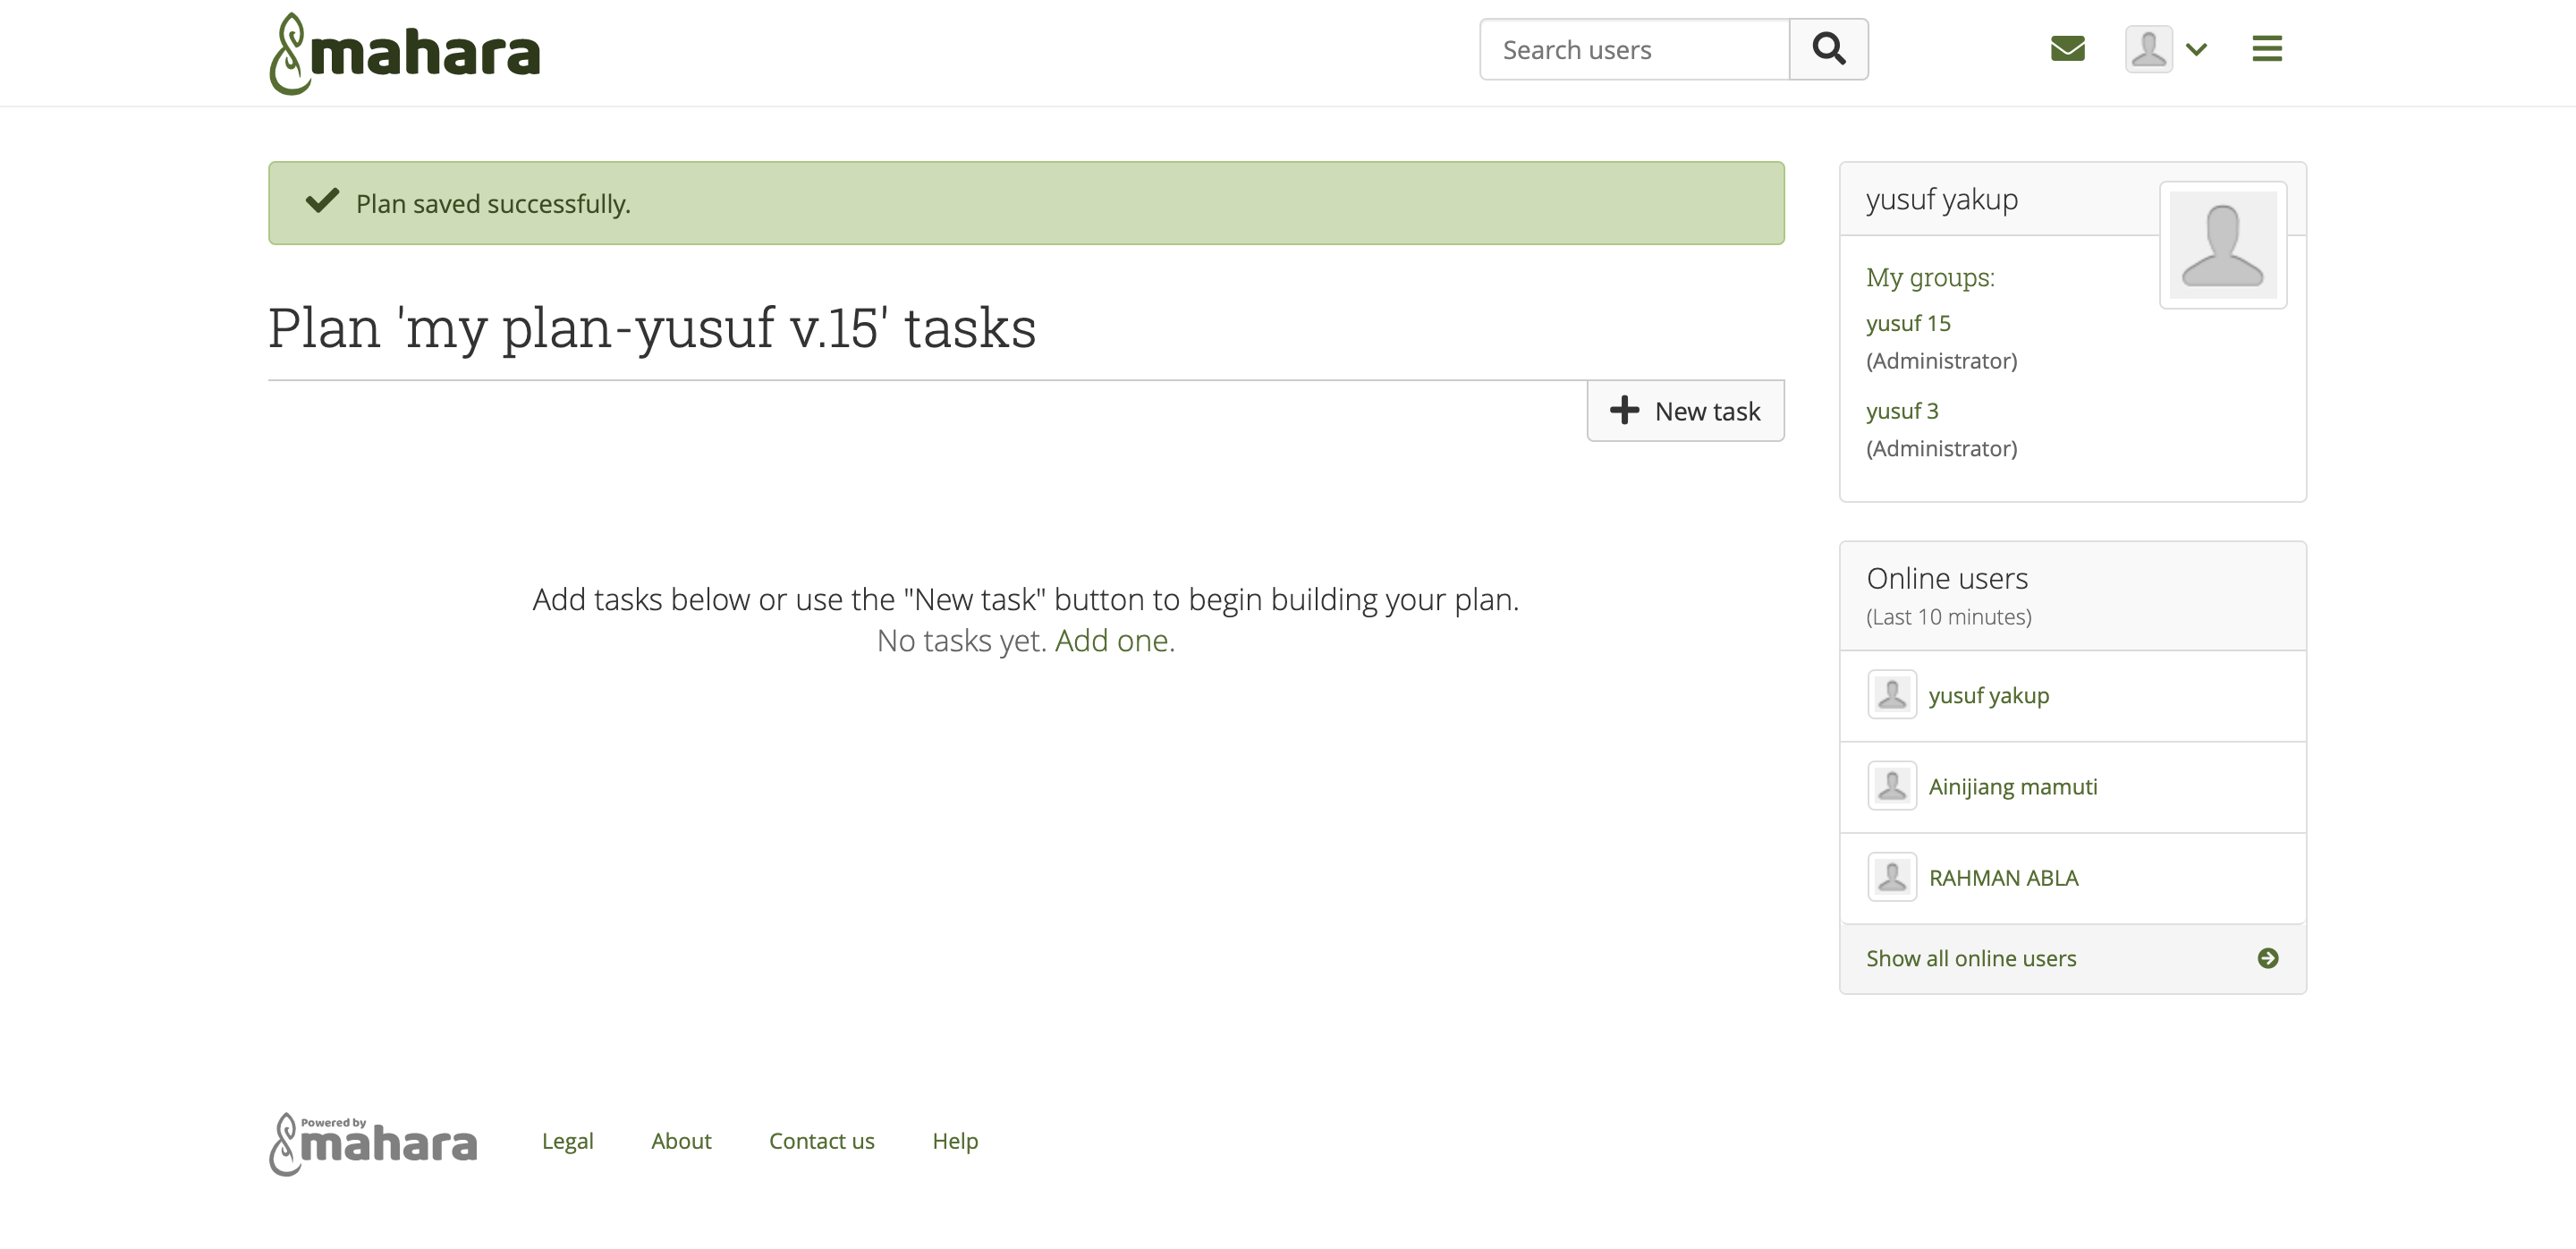 mahara
Search users
Plan saved successfully.
Plan 'my plan-yusuf v.15' tasks
New task
Add tasks below or use the "New task" button to begin building your plan.
No tasks yet. Add one.
yusuf yakup
My groups:
yusuf 15
(Administrator)
yusuf 3
(Administrator)
Online users
(Last 10 minutes)
yusuf yakup
Ainijiang mamuti
RAHMAN ABLA
Show all online users
Powered by
mahara
Legal
About
Contact us
Help